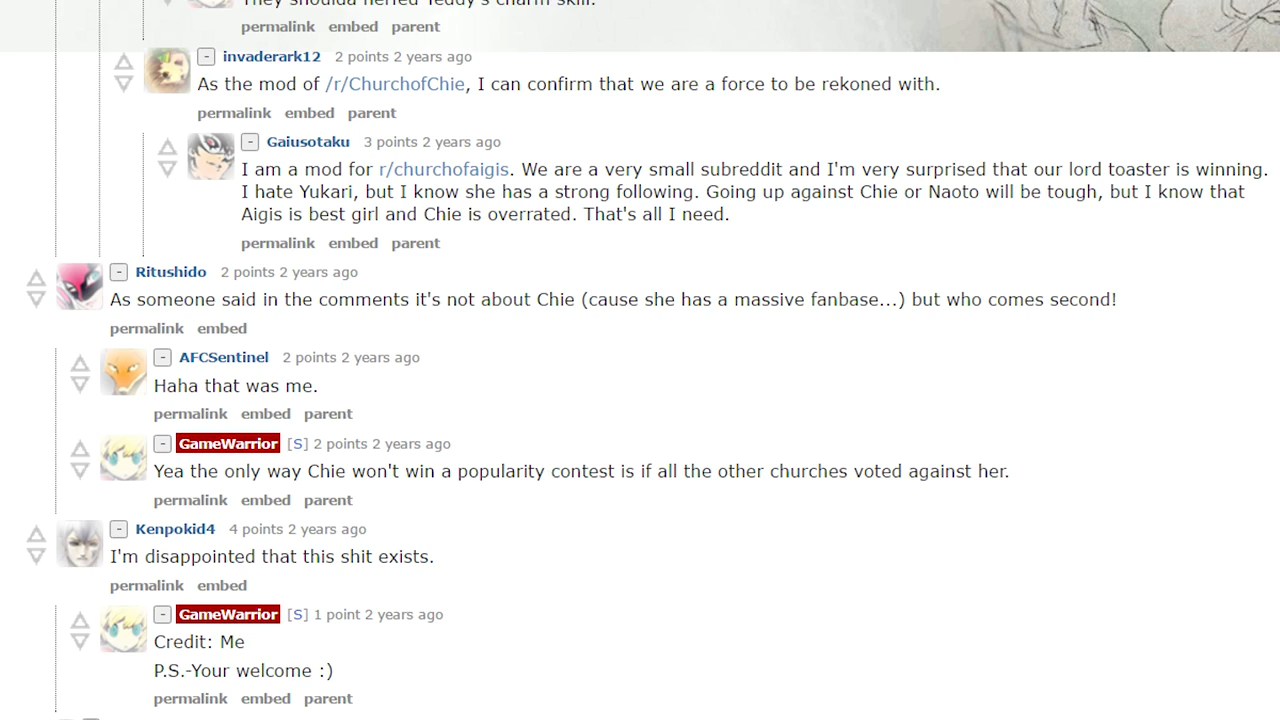 They shoulda nerfed Teddy's charm skill.
permalink embed parent
[-] invaderark12 2 points 2 years ago
As the mod of /r/ChurchofChie, I can confirm that we are a force to be rekoned with.
permalink embed parent
[-] Gaiusotaku 3 points 2 years ago
I am a mod for r/churchofaigis. We are a very small subreddit and I'm very surprised that our lord toaster is winning.
I hate Yukari, but I know she has a strong following. Going up against Chie or Naoto will be tough, but I know that
Aigis is best girl and Chie is overrated. That's all I need.
permalink embed parent
[-] Ritushido 2 points 2 years ago
As someone said in the comments it's not about Chie (cause she has a massive fanbase...) but who comes second!
permalink embed
[-] AFCSentinel 2 points 2 years ago
Haha that was me.
permalink embed parent
[-] GameWarrior [S] 2 points 2 years ago
Yea the only way Chie won't win a popularity contest is if all the other churches voted against her.
permalink embed parent
[-] Kenpokid4 4 points 2 years ago
I'm disappointed that this shit exists.
permalink embed
[-] GameWarrior [S] 1 point 2 years ago
Credit: Me
P.S.-Your welcome :)
permalink embed parent